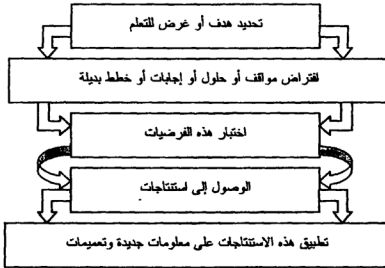 تحديد هدف أو غرض للتعلم
افتراض مواقف أو حلول أو إجابات أو خطط بديلة
اختبار هذه الفرضيات
الوصول إلى استنتاجات
تطبيق هذه الاستنتاجات على معلومات جديدة وتعميمات